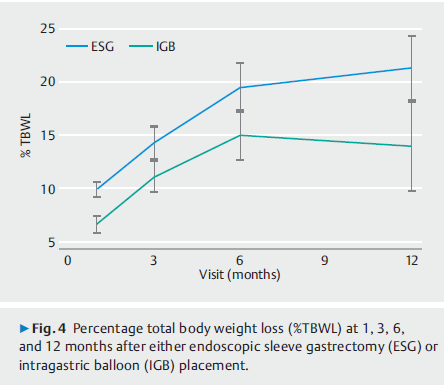 25
ESG IGB
20
% TBWL
15
10
5
0 3 6 9 12
Visit (months)
►Fig. 4 Percentage total body weight loss (%TBWL) at 1, 3, 6,
and 12 months after either endoscopic sleeve gastrectomy (ESG) or
intragastric balloon (IGB) placement.